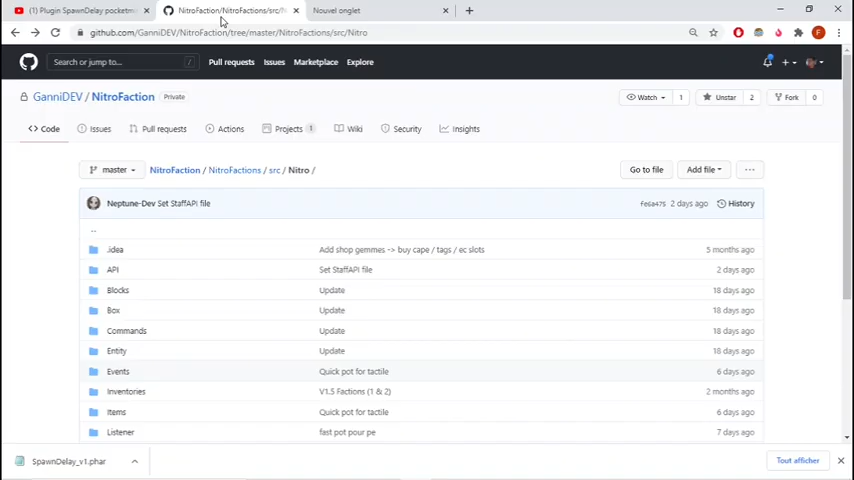 (1) Plugin SpawnDelay pocketmi
NitroFaction/NitroFactions/src/Ni
Nouvel onglet
github.com/GanniDEV/NitroFaction/tree/master/NitroFactions/src/Nitro
Search or jump to...
/
Pull requests
Issues
Marketplace
Explore
GanniDEV / NitroFaction
Private
Watch
1
Unstar
2
Fork
0
Code
Issues
Pull requests
Actions
Projects 1
Wiki
Security
Insights
master
NitroFaction / NitroFactions / src / Nitro /
Go to file
Add file
...
Neptune-Dev Set StaffAPI file
fe5a475 2 days ago
History
..
.idea
Add shop gemmes -> buy cape / tags / ec slots
5 months ago
API
Set StaffAPI file
2 days ago
Blocks
Update
18 days ago
Box
Update
18 days ago
Commands
Update
18 days ago
Entity
Update
18 days ago
Events
Quick pot for tactile
6 days ago
Inventories
V1.5 Factions (1 & 2)
2 months ago
Items
Quick pot for tactile
6 days ago
Listener
fast pot pour pe
7 days ago
SpawnDelay_v1.phar
Tout afficher